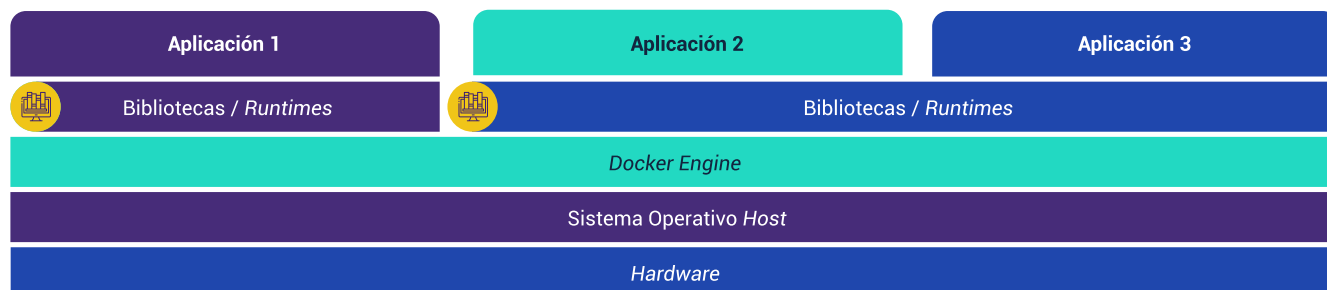 Aplicación 1
Aplicación 2
Aplicación 3
Bibliotecas / Runtimes
Bibliotecas / Runtimes
Docker Engine
Sistema Operativo Host
Hardware